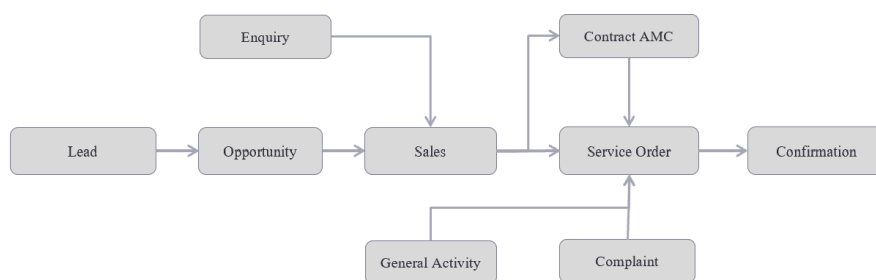 Enquiry
Contract AMC
Lead
Opportunity
Sales
Service Order
Confirmation
General Activity
Complaint